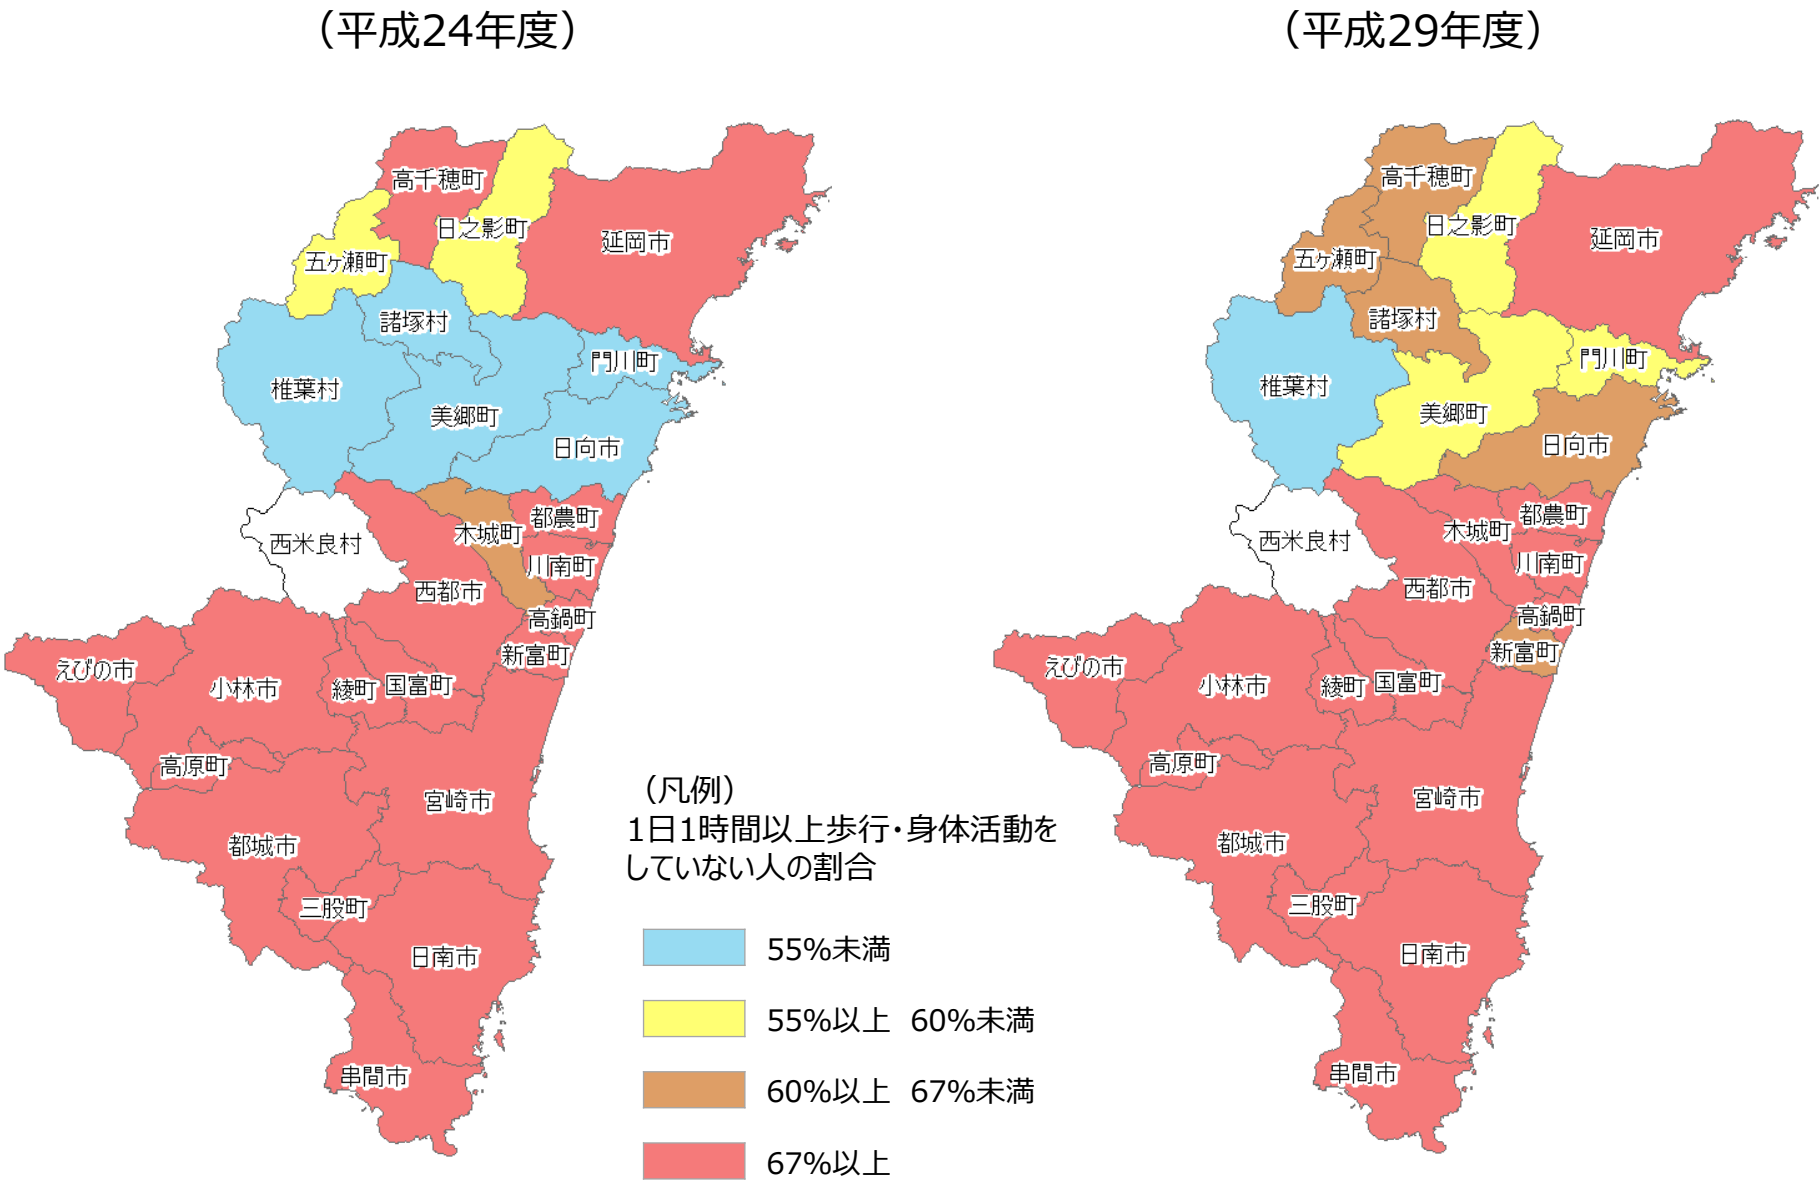 （平成24年度）
高千穂町
日之影町
延岡市
五ヶ瀬町
諸塚村
門川町
椎葉村
美郷町
日向市
都農町
木城町
西米良村
川南町
西都市
高鍋町
新富町
えびの市
小林市
綾町
国富町
高原町
宮崎市
都城市
三股町
日南市
串間市
（平成29年度）
高千穂町
日之影町
延岡市
五ヶ瀬町
諸塚村
門川町
椎葉村
美郷町
日向市
都農町
木城町
西米良村
川南町
西都市
高鍋町
新富町
えびの市
小林市
綾町
国富町
高原町
宮崎市
都城市
三股町
日南市
串間市
（凡例）
1日1時間以上歩行・身体活動を
していない人の割合
55%未満
55%以上 60%未満
60%以上 67%未満
67%以上